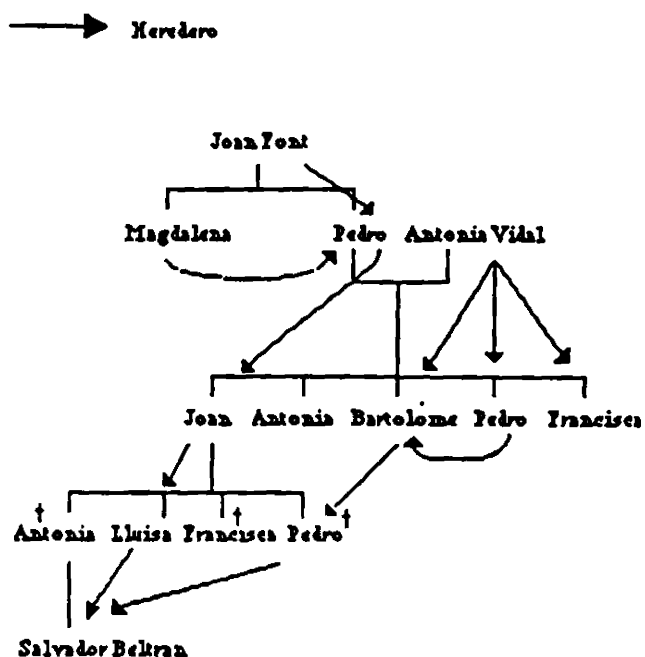 Heredero
Joan Font
Magdalena Pedro Antonia Vidal
Joan Antonia Bartolome Pedro Francisca
Antonia† Lluisa Francisca† Pedro†
Salvador Beltran